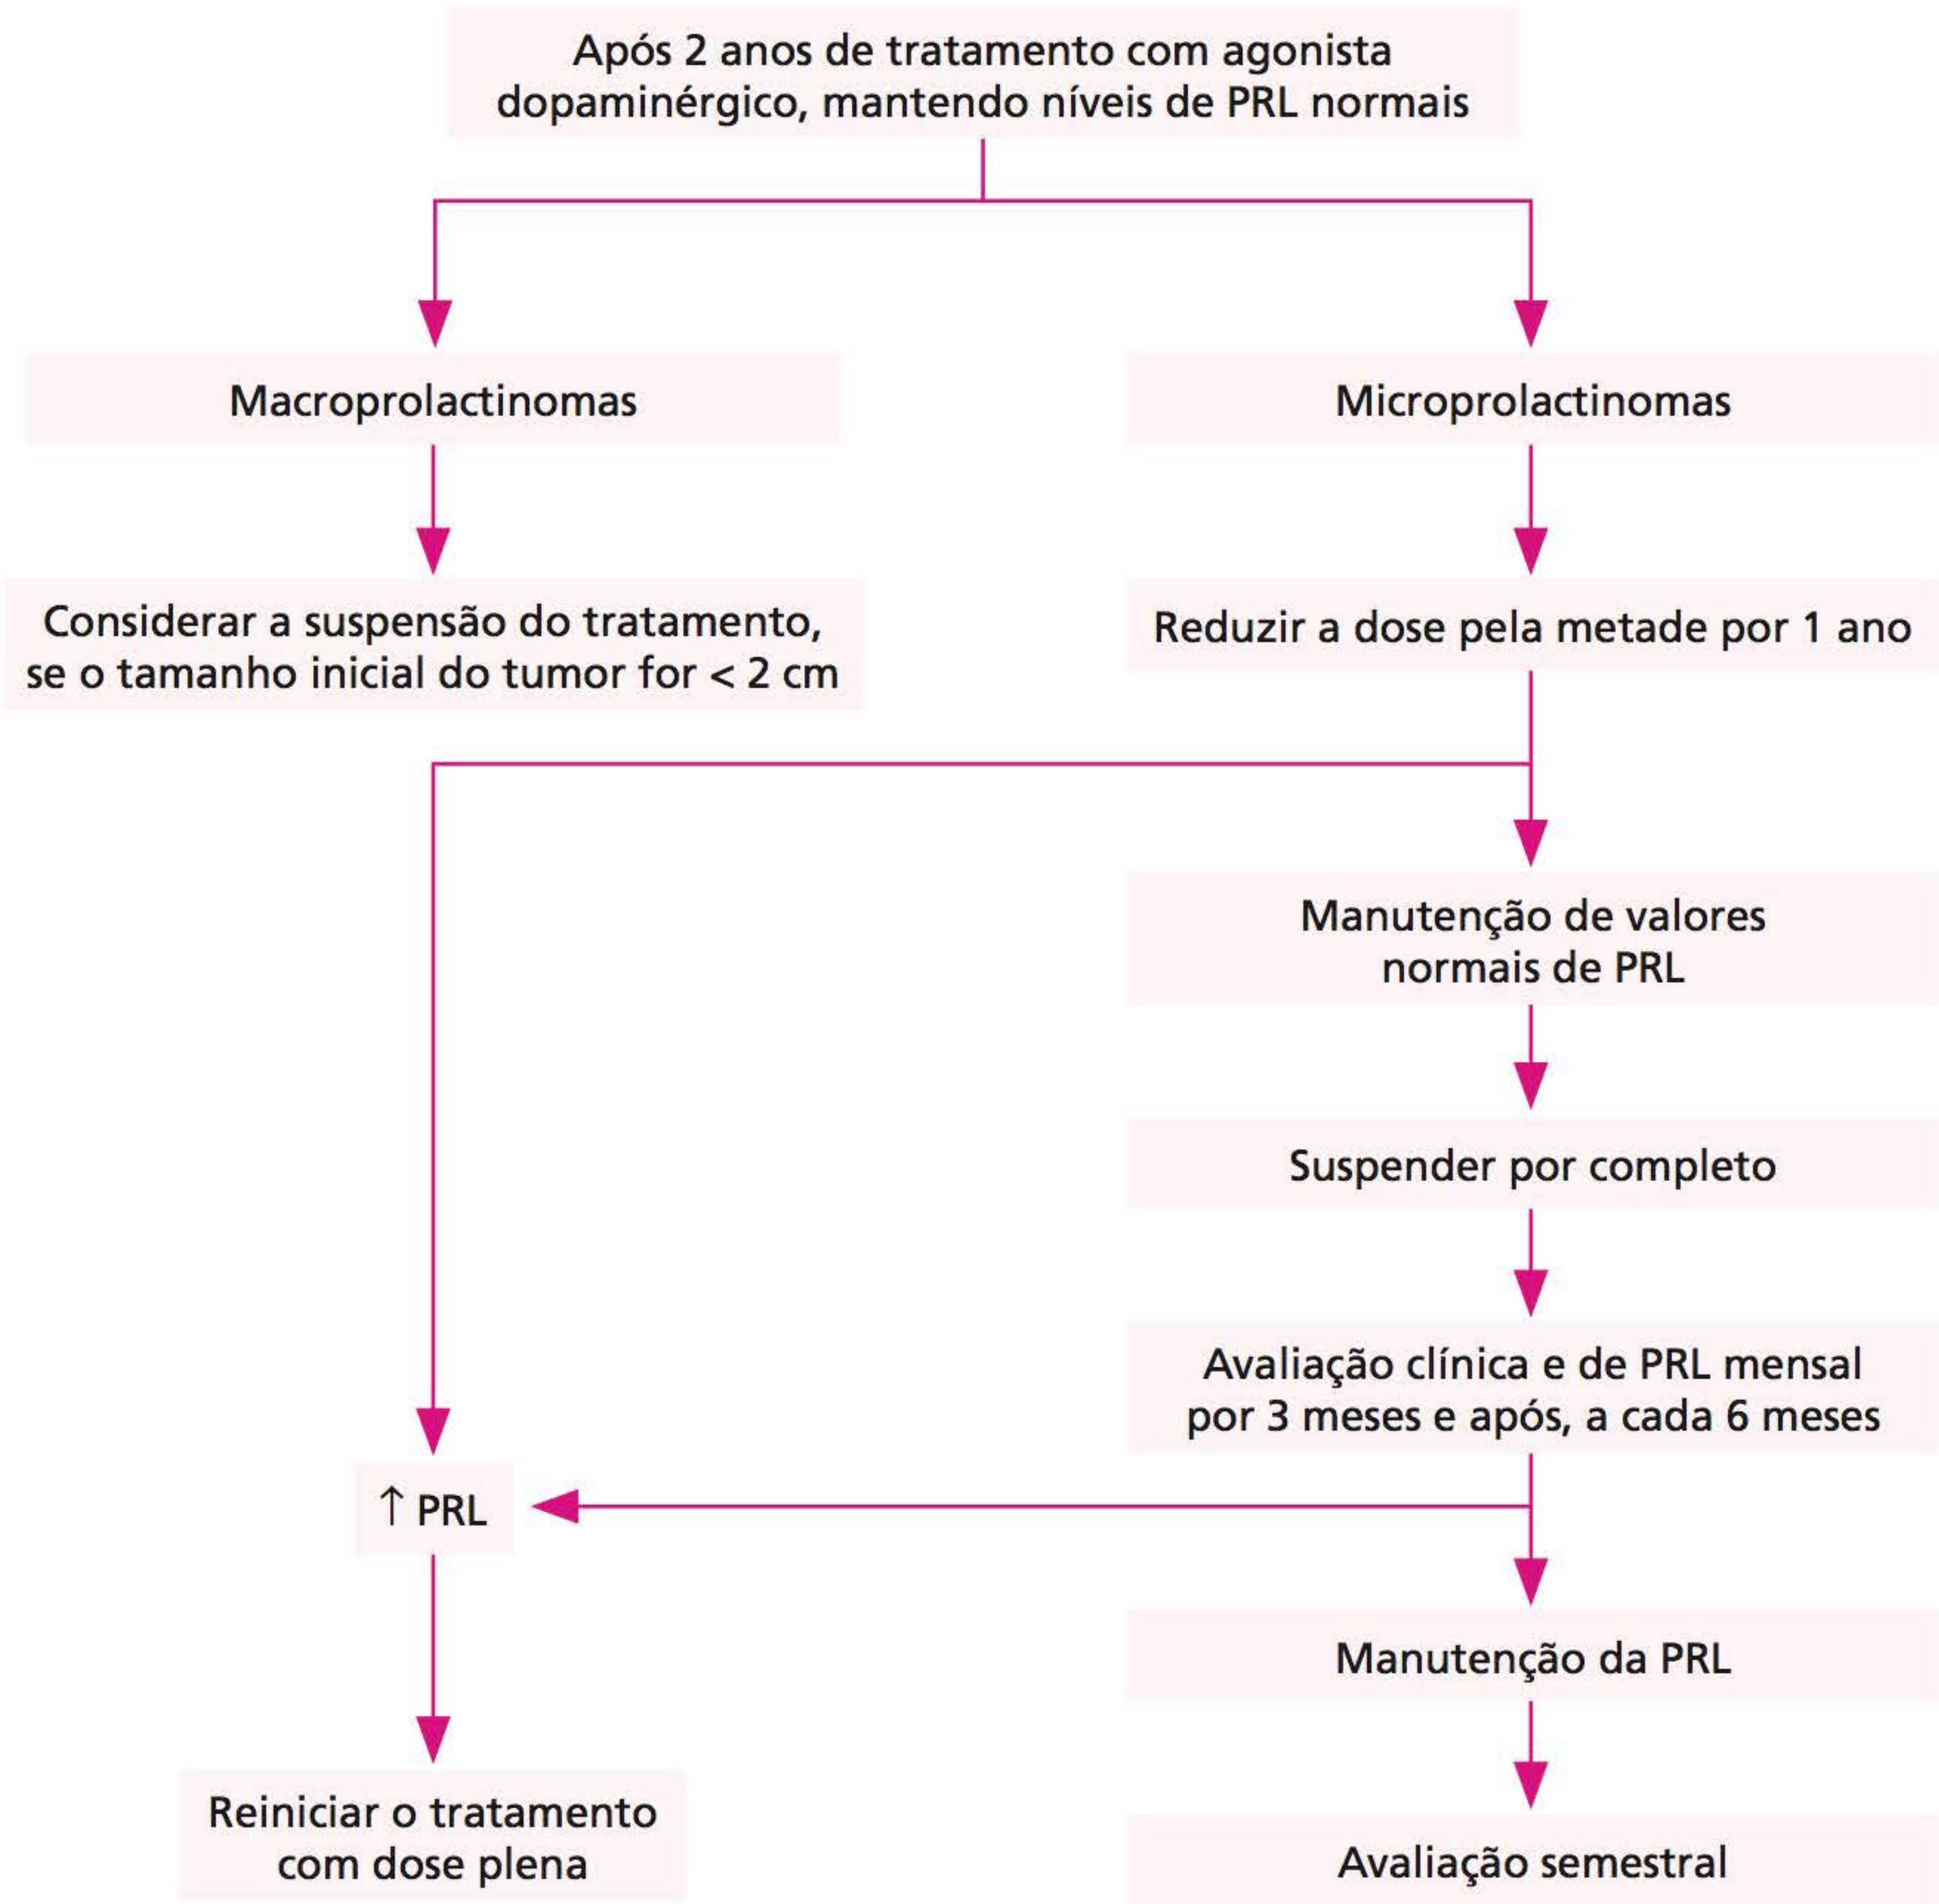 Após 2 anos de tratamento com agonista
dopaminérgico, mantendo níveis de PRL normais
Macroprolactinomas
Microprolactinomas
Considerar a suspensão do tratamento,
se o tamanho inicial do tumor for < 2 cm
Reduzir a dose pela metade por 1 ano
Manutenção de valores
normais de PRL
Suspender por completo
Avaliação clínica e de PRL mensal
por 3 meses e após, a cada 6 meses
↑ PRL
Manutenção da PRL
Reiniciar o tratamento
com dose plena
Avaliação semestral